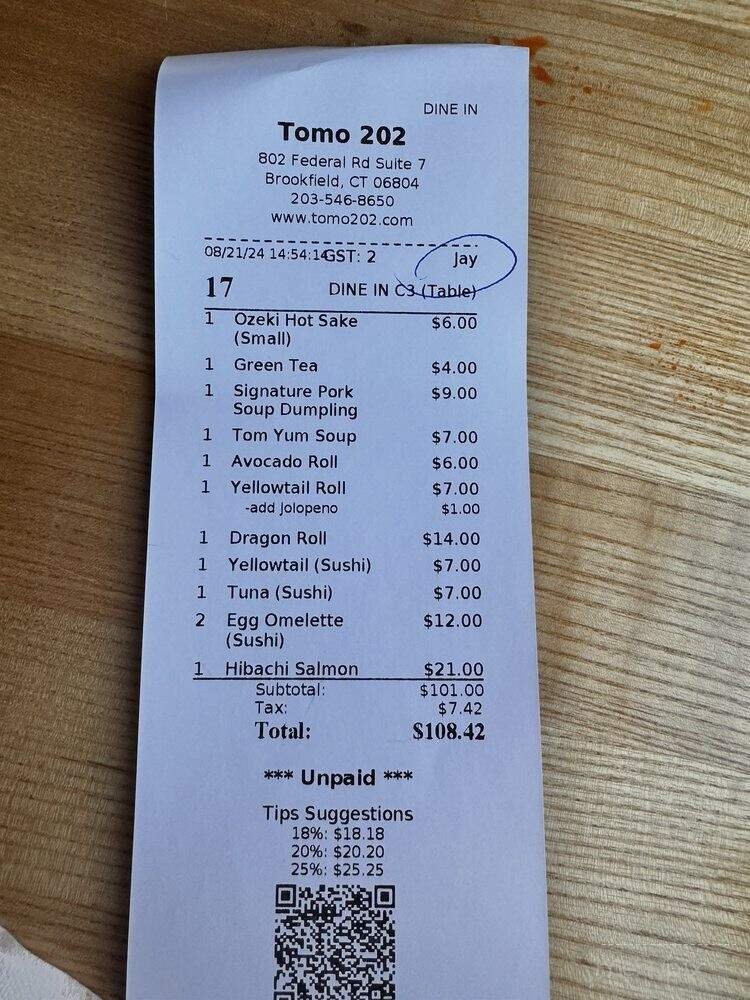 DINE IN
Tomo 202
802 Federal Rd Suite 7
Brookfield, CT 06804
203-546-8650
www.tomo202.com
08/21/24 14:54:14 GST: 2 Jay
17 DINE IN C3 (Table)
1 Ozeki Hot Sake $6.00
(Small)
1 Green Tea $4.00
1 Signature Pork $9.00
Soup Dumpling
1 Tom Yum Soup $7.00
1 Avocado Roll $6.00
1 Yellowtail Roll $7.00
-add Jolopeno $1.00
1 Dragon Roll $14.00
1 Yellowtail (Sushi) $7.00
1 Tuna (Sushi) $7.00
2 Egg Omelette $12.00
(Sushi)
1 Hibachi Salmon $21.00
Subtotal: $101.00
Tax: $7.42
Total: $108.42
*** Unpaid ***
Tips Suggestions
18%: $18.18
20%: $20.20
25%: $25.25